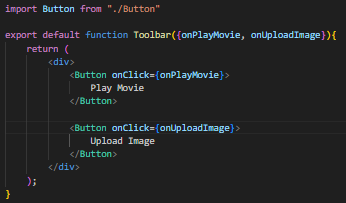 import Button from "./Button"

export default function Toolbar({onPlayMovie, onUploadImage}){
    return (
        <div>
            <Button onClick={onPlayMovie}>
                Play Movie
            </Button>

            <Button onClick={onUploadImage}>
                Upload Image
            </Button>
        </div>
    );
}